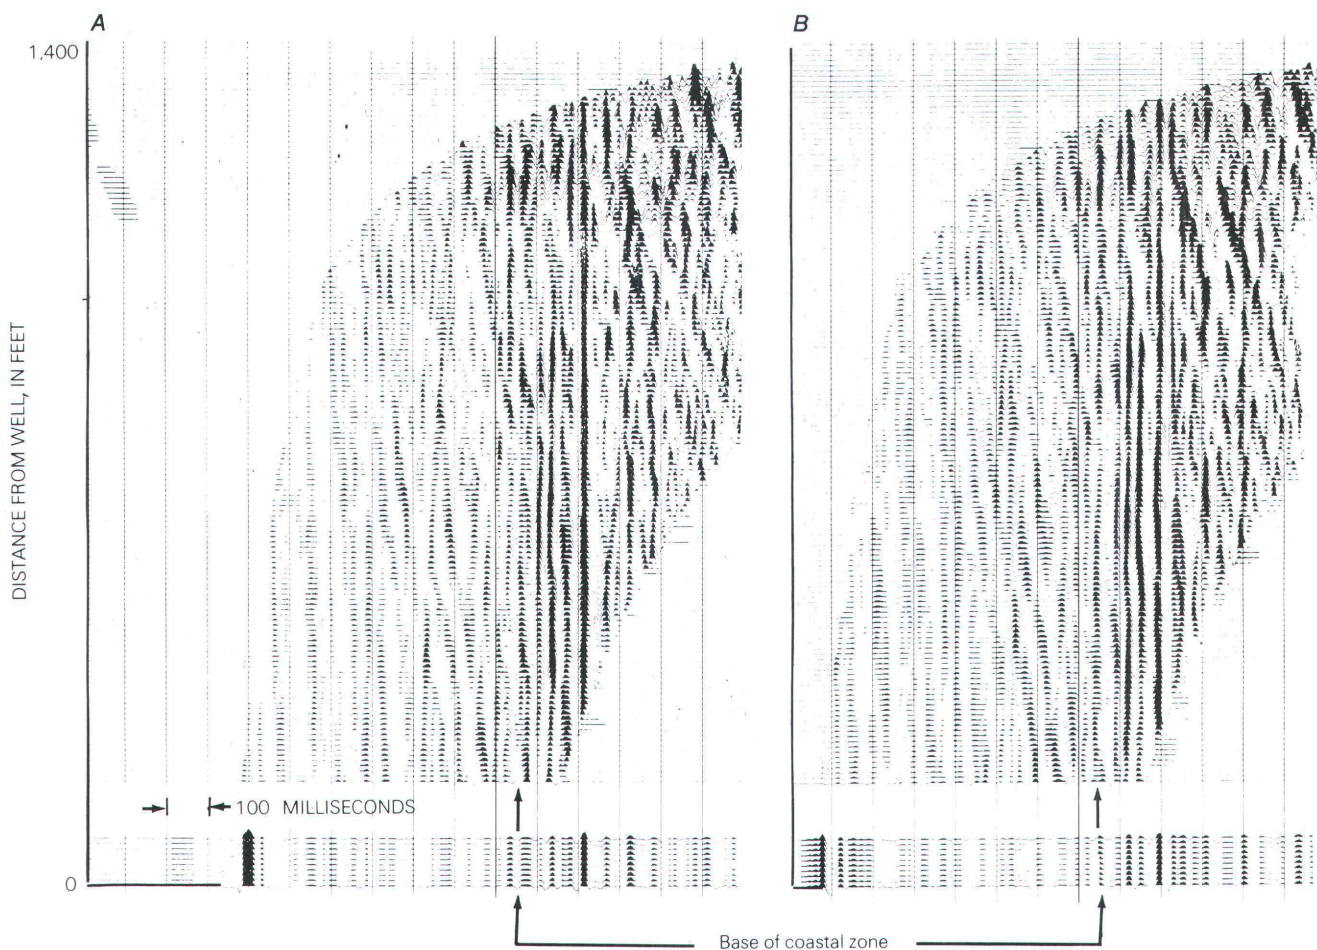 A
B
1,400
DISTANCE FROM WELL, IN FEET
100 MILLISECONDS
0
Base of coastal zone